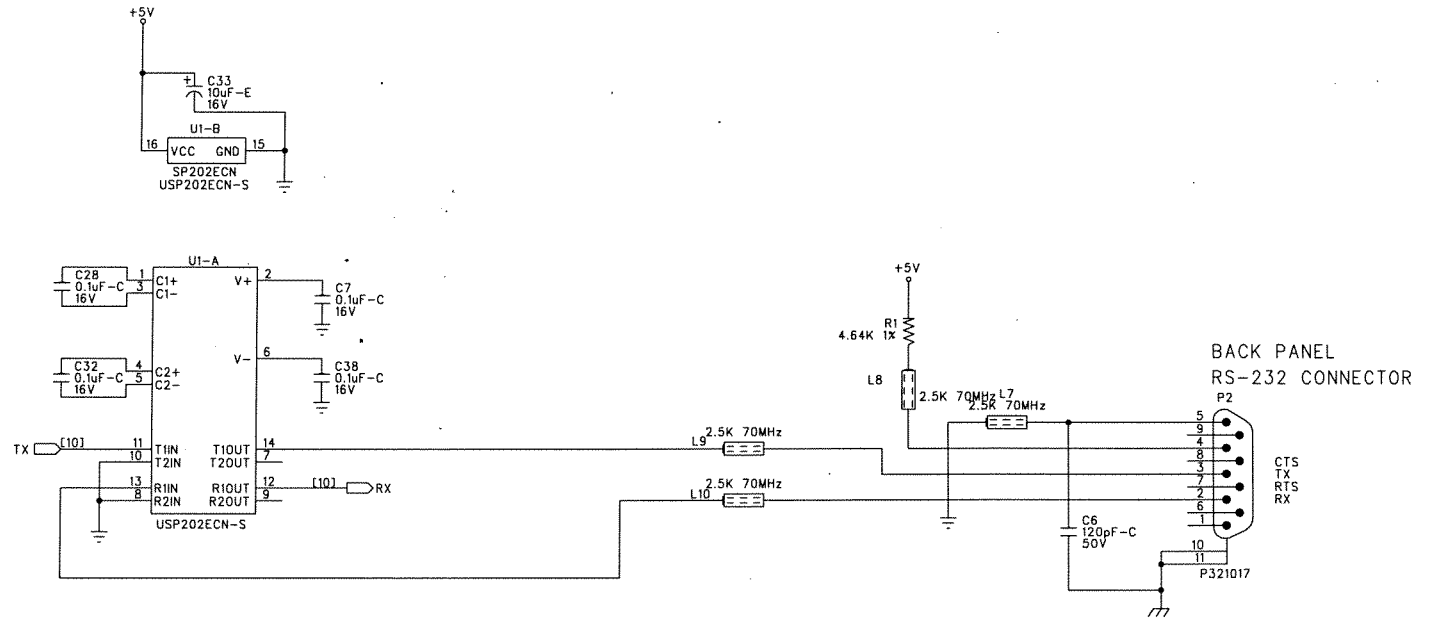 +5V
+
C33
10uF-E
16V
U1-B
16 VCC GND 15
SP202ECN
USP202ECN-S
U1-A
C28
0.1uF-C
16V
1 C1+
3 C1-
V+ 2
C7
0.1uF-C
16V
C32
0.1uF-C
16V
4 C2+
5 C2-
V- 6
C38
0.1uF-C
16V
TX [10] 11 T1IN T1OUT 14
10 T2IN T2OUT 7
13 R1IN R1OUT 12 [10] RX
8 R2IN R2OUT 9
USP202ECN-S
+5V
R1
4.64K 1%
L8
2.5K 70MHz
L7
2.5K 70MHz
L9
2.5K 70MHz
L10
2.5K 70MHz
C6
120pF-C
50V
BACK PANEL
RS-232 CONNECTOR
P2
5
9
4
8 CTS
3 TX
7 RTS
2 RX
6
1
10
11
P321017